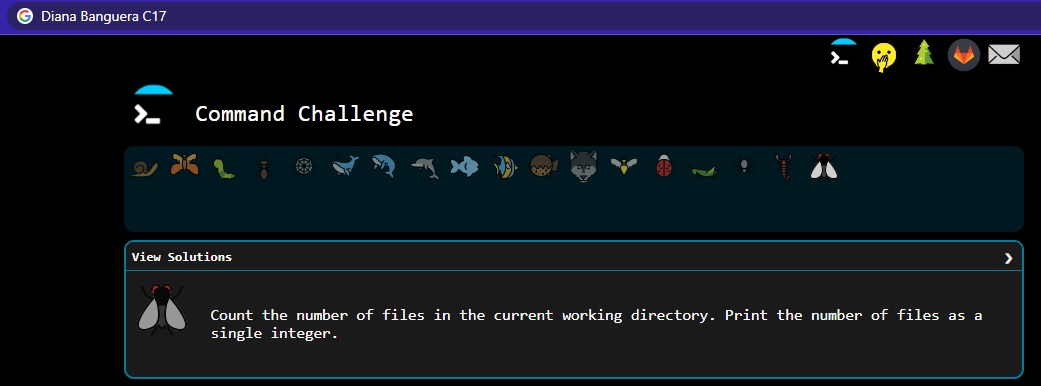 Diana Banguera C17
Command Challenge
View Solutions
Count the number of files in the current working directory. Print the number of files as a
single integer.